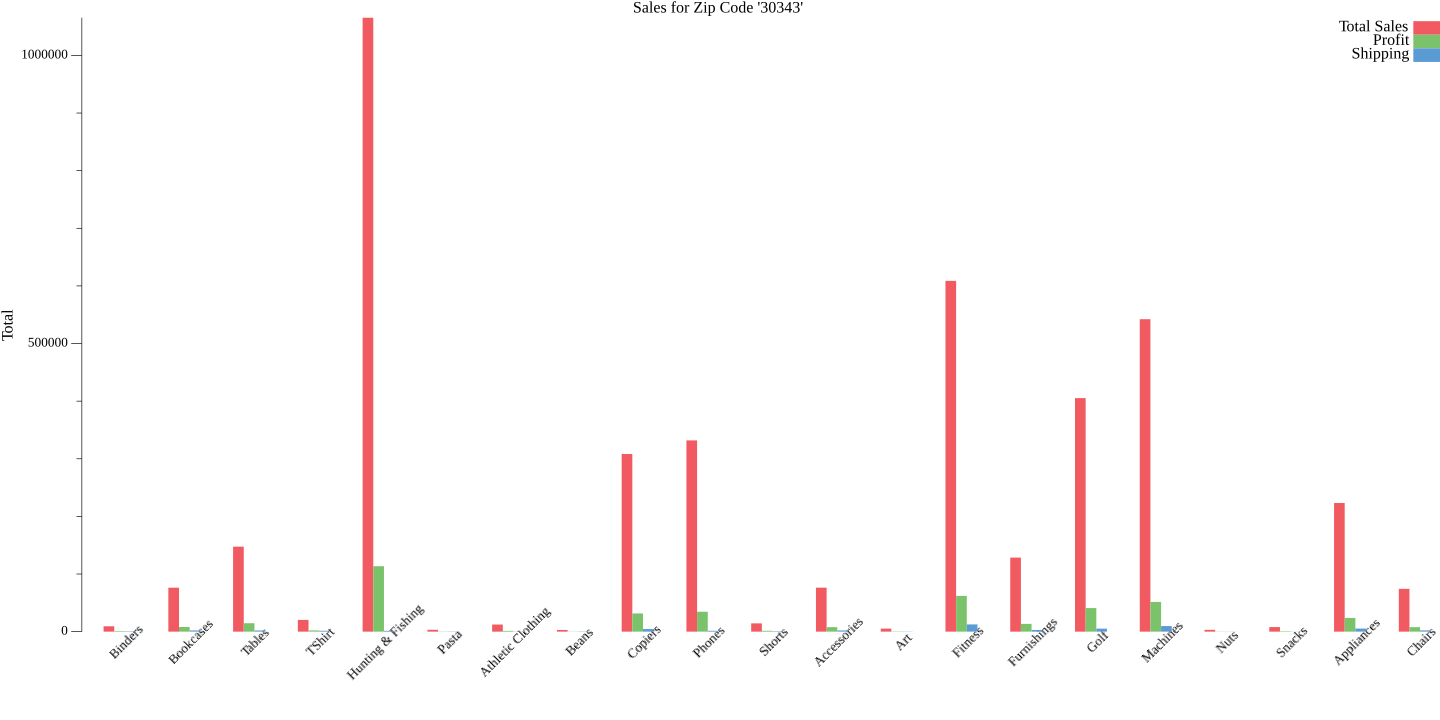 Sales for Zip Code '30343'
Total Sales
Profit
Shipping
1000000
500000
0
Total
Binders
Bookcases
Tables
TShirt
Hunting & Fishing
Pasta
Athletic Clothing
Beans
Copiers
Phones
Shorts
Accessories
Art
Fitness
Furnishings
Golf
Machines
Nuts
Snacks
Appliances
Chairs